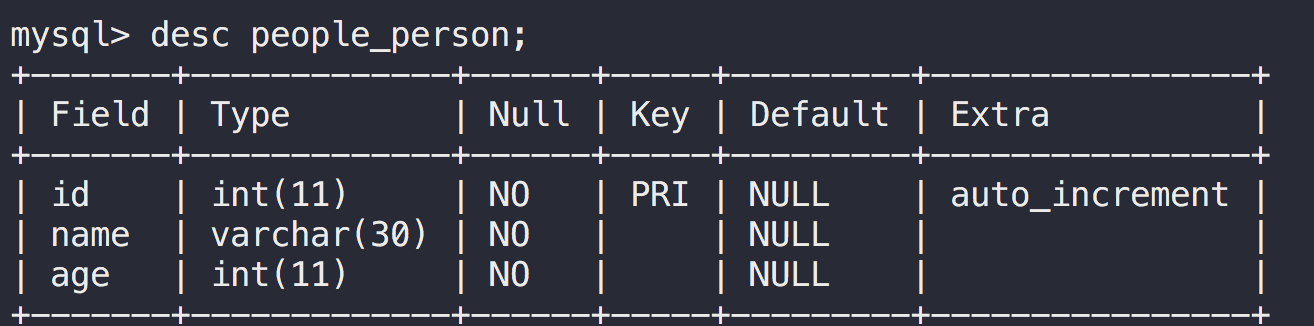 mysql> desc people_person;
+-------+-------------+------+-----+---------+----------------+
| Field | Type        | Null | Key | Default | Extra          |
+-------+-------------+------+-----+---------+----------------+
| id    | int(11)     | NO   | PRI | NULL    | auto_increment |
| name  | varchar(30) | NO   |     | NULL    |                |
| age   | int(11)     | NO   |     | NULL    |                |
+-------+-------------+------+-----+---------+----------------+